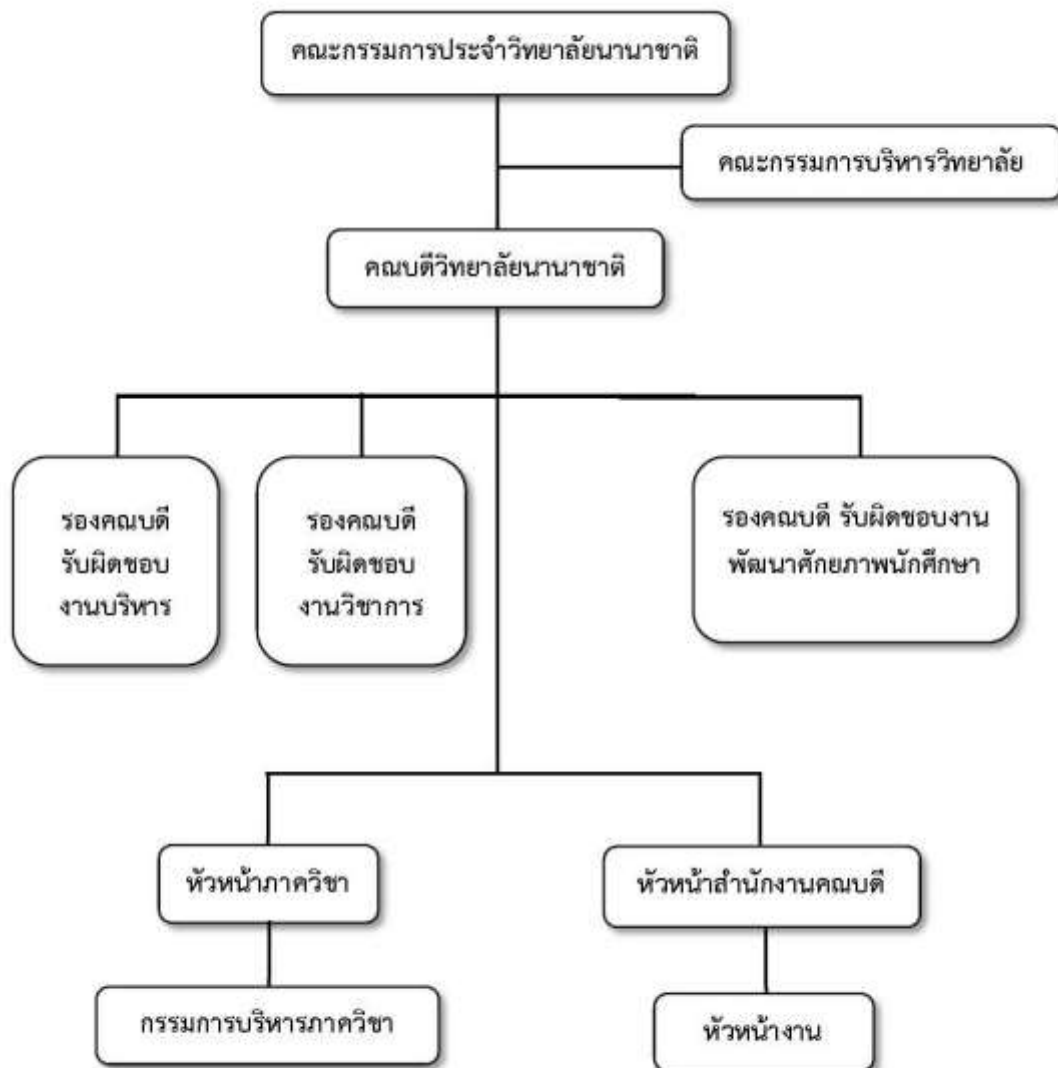 คณะกรรมการประจำวิทยาลัยนานาชาติ
คณะกรรมการบริหารวิทยาลัย
คณบดีวิทยาลัยนานาชาติ
รองคณบดี
รับผิดชอบ
งานบริหาร
รองคณบดี
รับผิดชอบ
งานวิชาการ
รองคณบดี รับผิดชอบงาน
พัฒนาศักยภาพนักศึกษา
หัวหน้าภาควิชา
หัวหน้าสำนักงานคณบดี
กรรมการบริหารภาควิชา
หัวหน้างาน